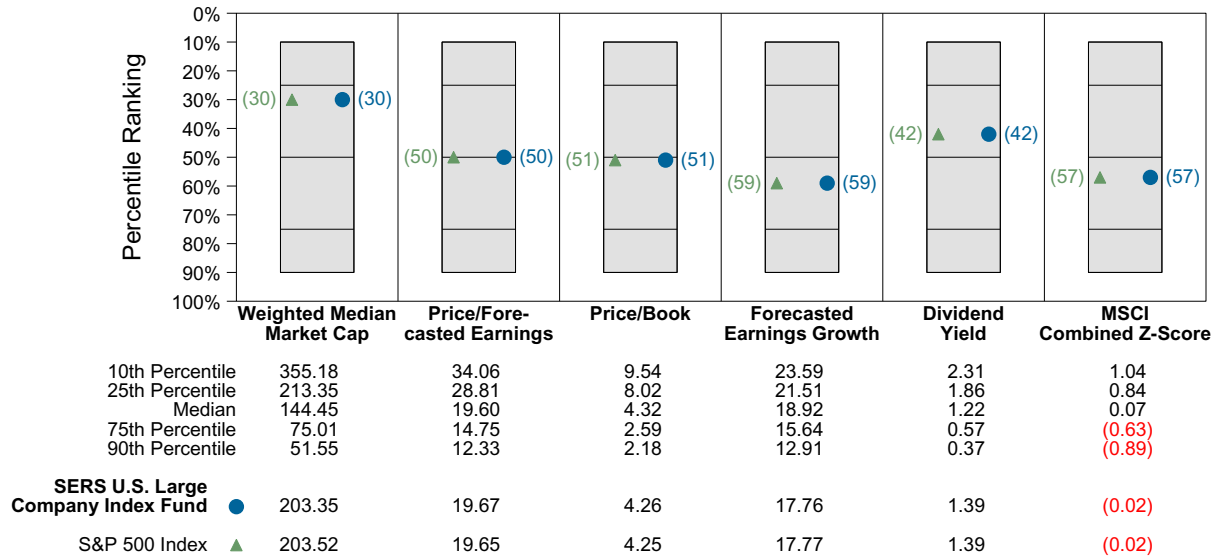 Percentile Ranking
0%
10%
20%
30%
40%
50%
60%
70%
80%
90%
100%
(30) (30)
(50) (50)
(51) (51)
(59) (59)
(42) (42)
(57) (57)
Weighted Median
Market Cap
Price/Fore-
casted Earnings
Price/Book
Forecasted
Earnings Growth
Dividend
Yield
MSCI
Combined Z-Score
10th Percentile 355.18 34.06 9.54 23.59 2.31 1.04
25th Percentile 213.35 28.81 8.02 21.51 1.86 0.84
Median 144.45 19.60 4.32 18.92 1.22 0.07
75th Percentile 75.01 14.75 2.59 15.64 0.57 (0.63)
90th Percentile 51.55 12.33 2.18 12.91 0.37 (0.89)
SERS U.S. Large
Company Index Fund 203.35 19.67 4.26 17.76 1.39 (0.02)
S&P 500 Index 203.52 19.65 4.25 17.77 1.39 (0.02)